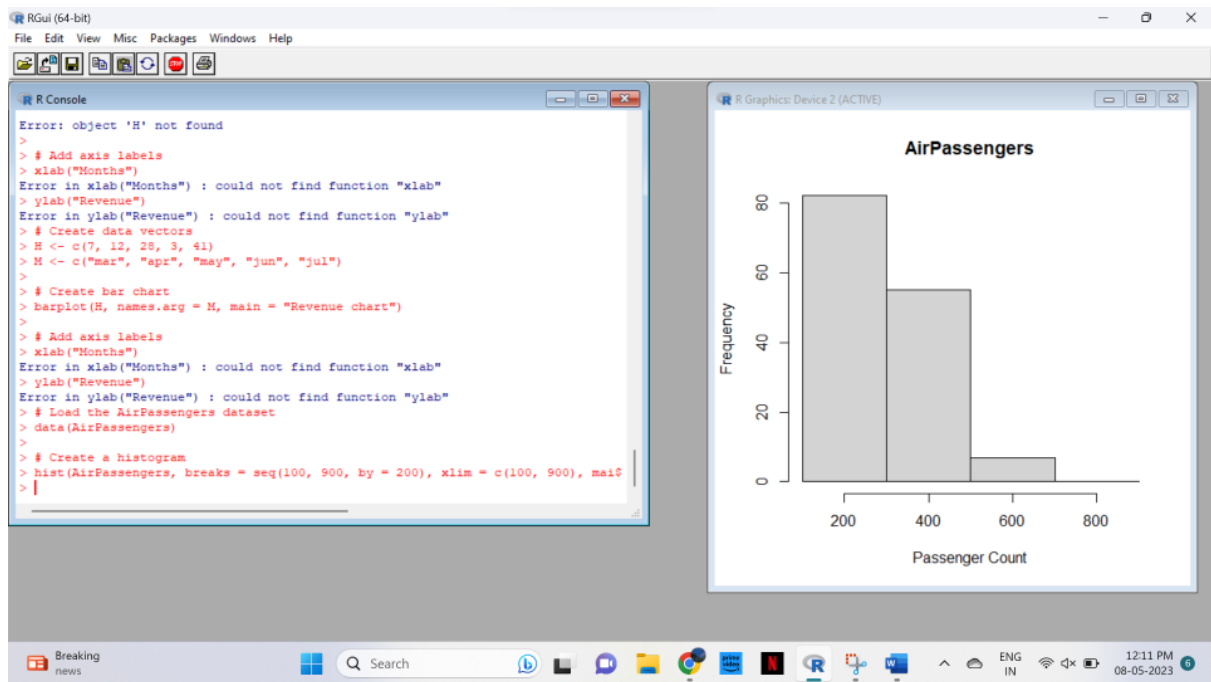 RGui (64-bit)
File Edit View Misc Packages Windows Help
STOP
R Console
Error: object 'H' not found
>
> # Add axis labels
> xlab("Months")
Error in xlab("Months") : could not find function "xlab"
> ylab("Revenue")
Error in ylab("Revenue") : could not find function "ylab"
> # Create data vectors
> H <- c(7, 12, 28, 3, 41)
> M <- c("mar", "apr", "may", "jun", "jul")
>
> # Create bar chart
> barplot(H, names.arg = M, main = "Revenue chart")
>
> # Add axis labels
> xlab("Months")
Error in xlab("Months") : could not find function "xlab"
> ylab("Revenue")
Error in ylab("Revenue") : could not find function "ylab"
> # Load the AirPassengers dataset
> data(AirPassengers)
>
> # Create a histogram
> hist(AirPassengers, breaks = seq(100, 900, by = 200), xlim = c(100, 900), mai$
>
R Graphics: Device 2 (ACTIVE)
AirPassengers
Frequency
80
60
40
20
0
200 400 600 800
Passenger Count
Breaking
news
Search
prime video
N
R
W
ENG
IN
12:11 PM
08-05-2023
6